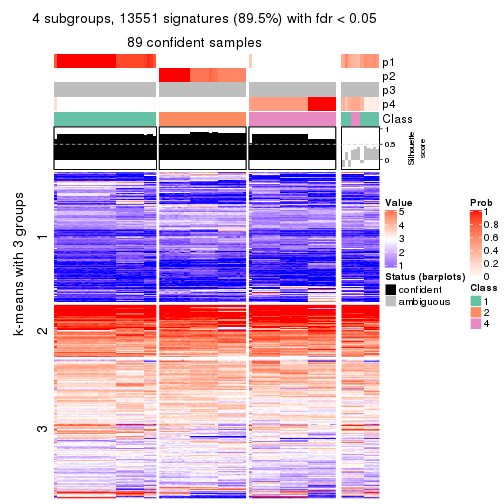 4 subgroups, 13551 signatures (89.5%) with fdr < 0.05
89 confident samples
p1
p2
p3
p4
Class
1
0.5
0
Silhouette
score
k-means with 3 groups
1
2
3
Value
5
4
3
2
1
Status (barplots)
confident
ambiguous
Prob
1
0.8
0.6
0.4
0.2
0
Class
1
2
4